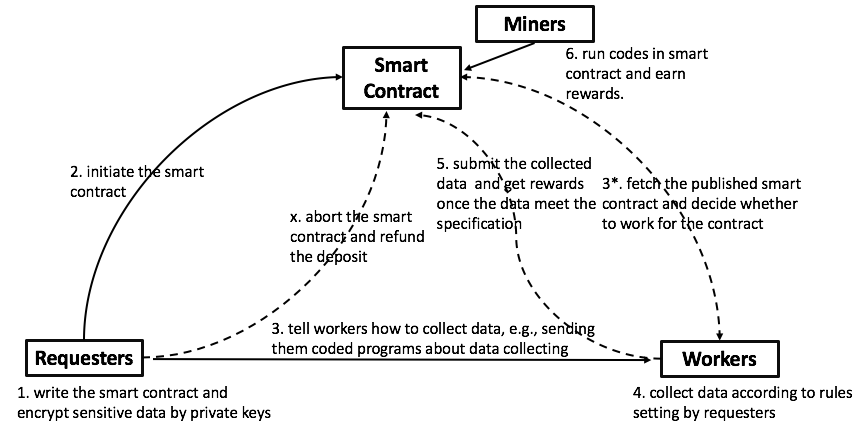 Miners
Smart
Contract
6. run codes in smart
contract and earn
rewards.
2. initiate the smart
contract
5. submit the collected
data and get rewards
once the data meet the
specification
3*. fetch the published smart
contract and decide whether
to work for the contract
x. abort the smart
contract and refund
the deposit
3. tell workers how to collect data, e.g., sending
them coded programs about data collecting
Requesters
Workers
1. write the smart contract and
encrypt sensitive data by private keys
4. collect data according to rules
setting by requesters